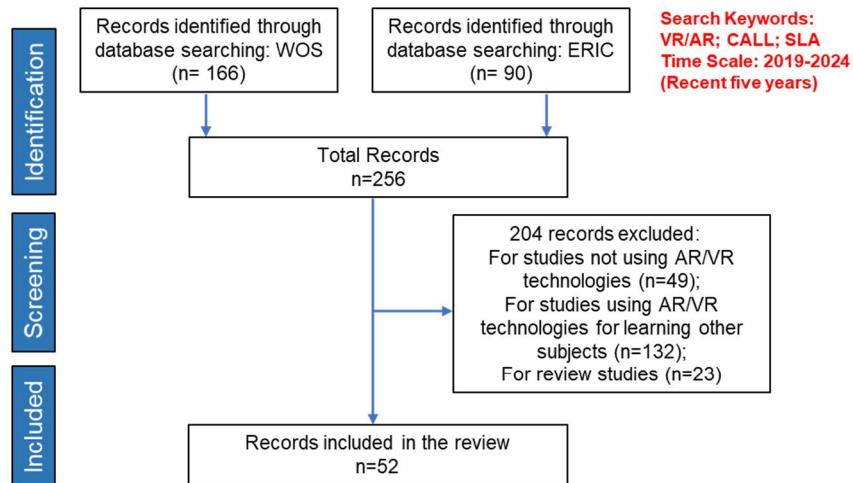 Records identified through
database searching: WOS
(n= 166)
Records identified through
database searching: ERIC
(n= 90)
Search Keywords:
VR/AR; CALL; SLA
Time Scale: 2019-2024
(Recent five years)
Identification
Total Records
n=256
Screening
204 records excluded:
For studies not using AR/VR
technologies (n=49);
For studies using AR/VR
technologies for learning other
subjects (n=132);
For review studies (n=23)
Included
Records included in the review
n=52